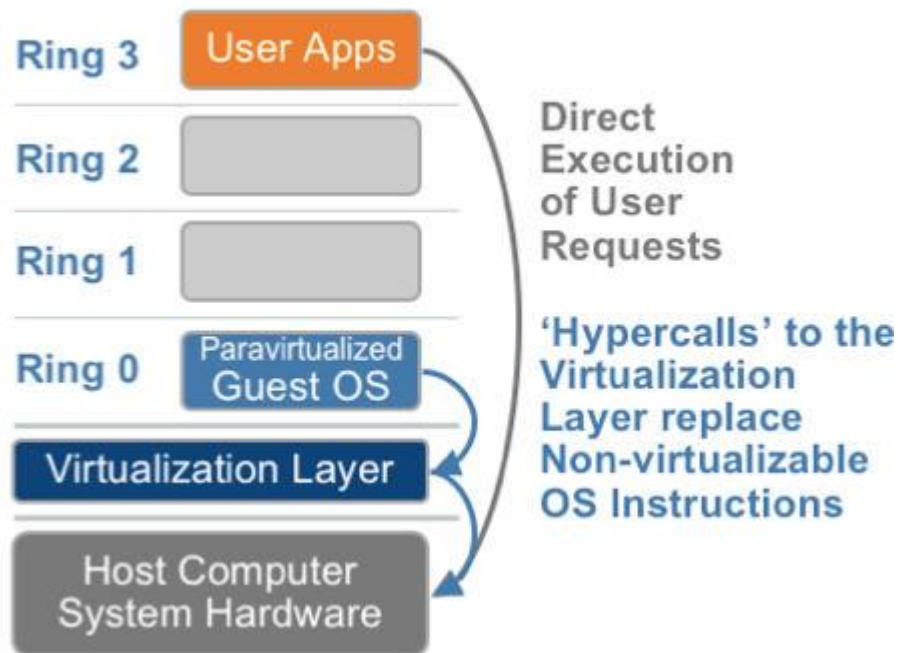 Ring 3
User Apps
Ring 2
Ring 1
Ring 0
Paravirtualized
Guest OS
Virtualization Layer
Host Computer
System Hardware
Direct
Execution
of User
Requests
‘Hypercalls’ to the
Virtualization
Layer replace
Non-virtualizable
OS Instructions